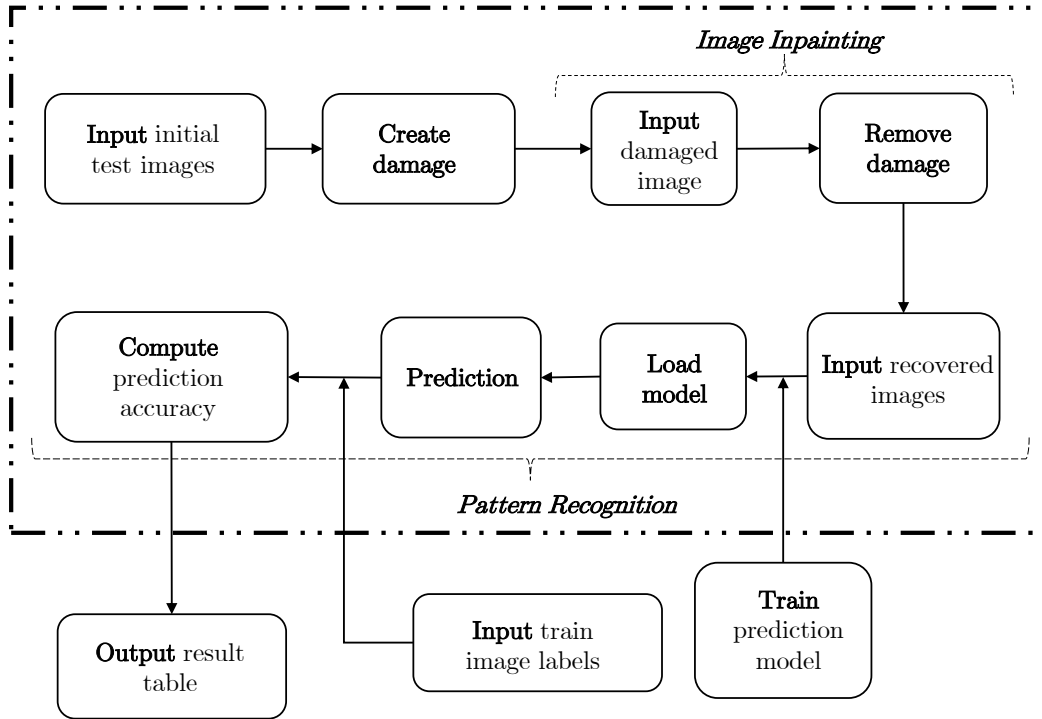 Image Inpainting
Input initial
test images
Create
damage
Input
damaged
image
Remove
damage
Compute
prediction
accuracy
Prediction
Load
model
Input recovered
images
Pattern Recognition
Output result
table
Input train
image labels
Train
prediction
model